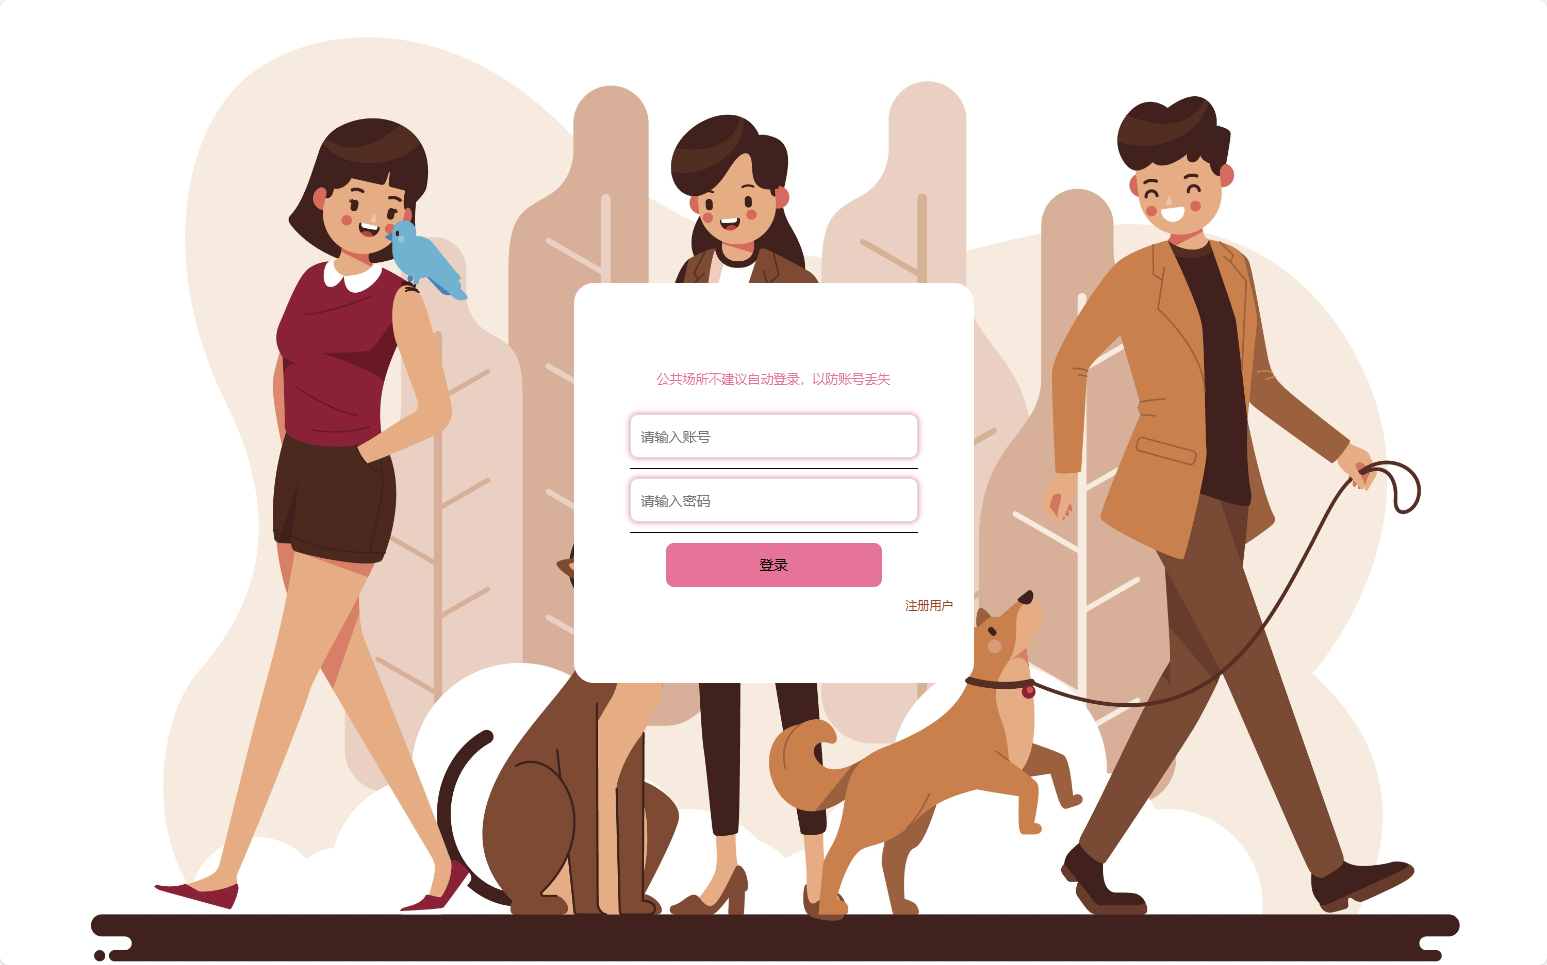 公共场所不建议自动登录，以防账号丢失
请输入账号
请输入密码
登录
注册用户